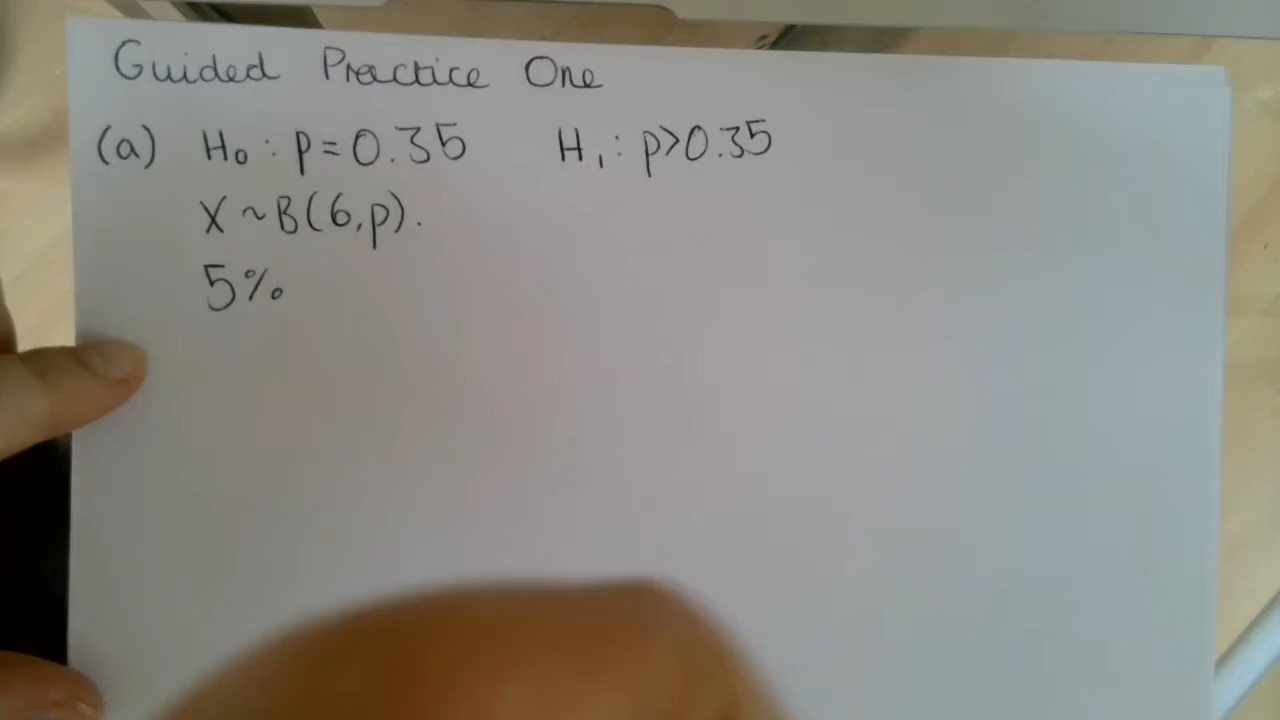 Guided Practice One
(a) H₀ : p = 0.35 H₁ : p > 0.35
X ~ B(6, p).
5%